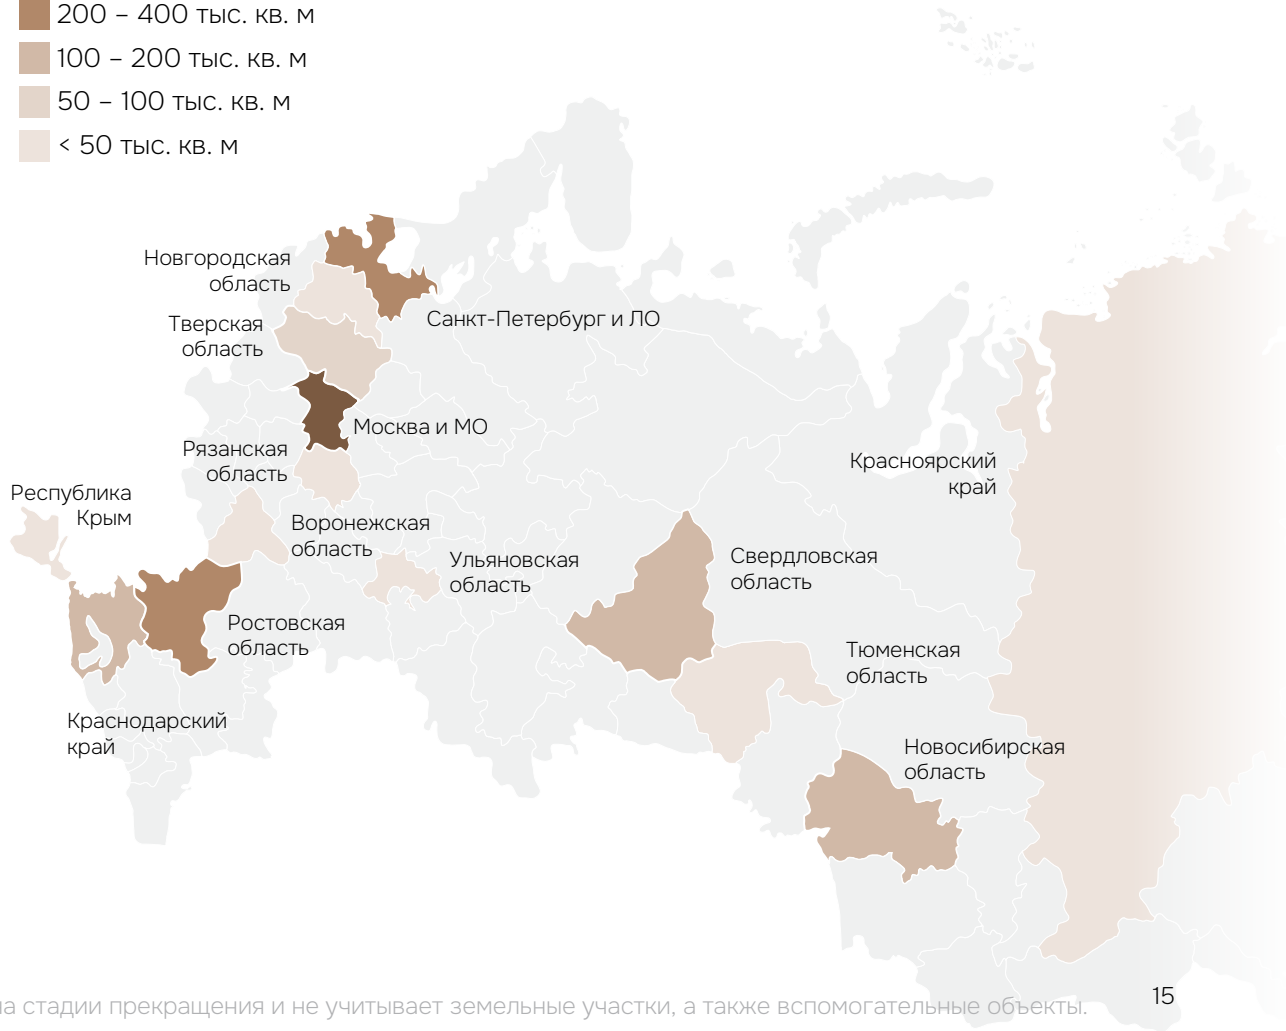 200 – 400 тыс. кв. м
100 – 200 тыс. кв. м
50 – 100 тыс. кв. м
< 50 тыс. кв. м
Новгородская
область
Санкт-Петербург и ЛО
Тверская
область
Москва и МО
Рязанская
область
Красноярский
край
Республика
Крым
Воронежская
область
Ульяновская
область
Свердловская
область
Ростовская
область
Тюменская
область
Краснодарский
край
Новосибирская
область
на стадии прекращения и не учитывает земельные участки, а также вспомогательные объекты.
15